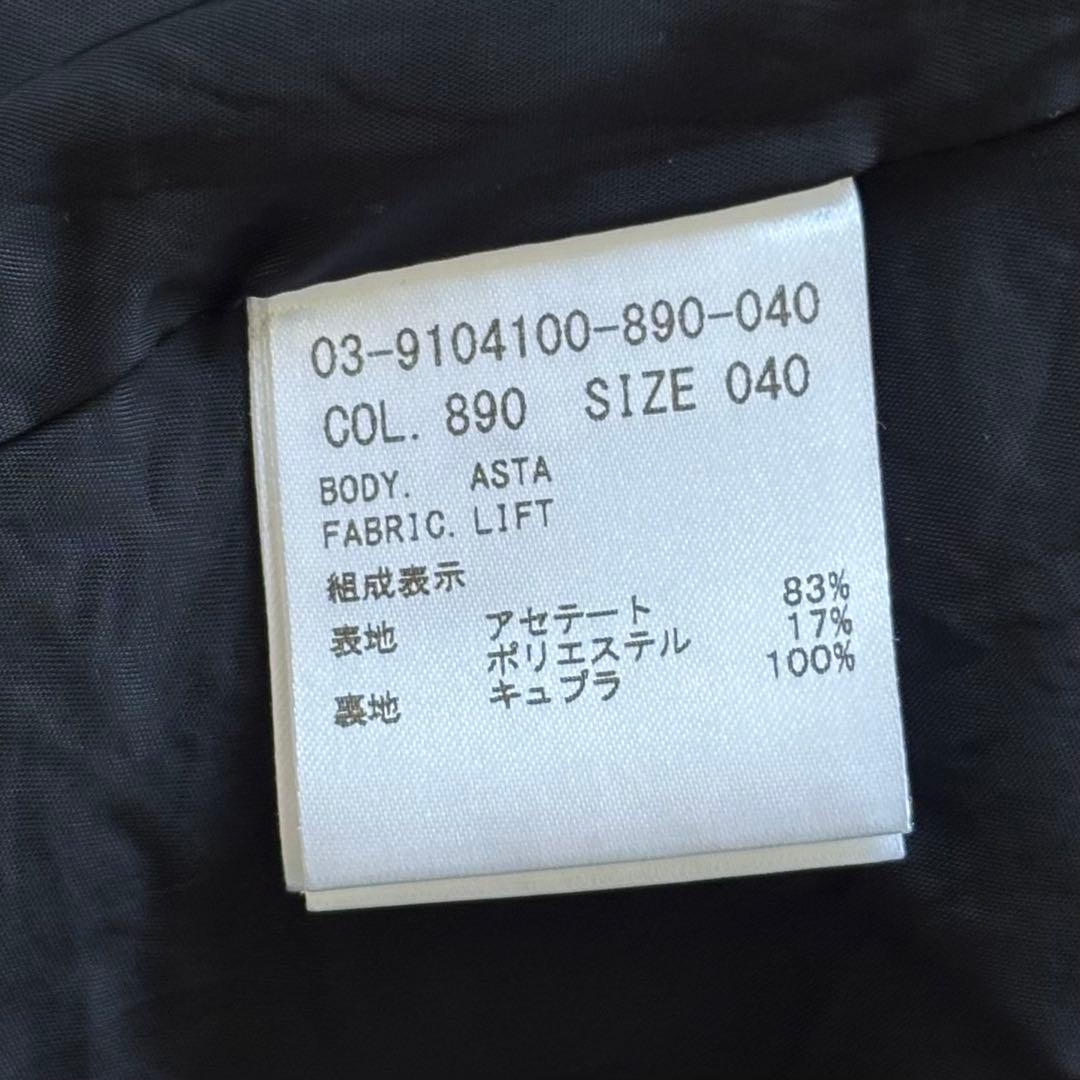 03-9104100-890-040
COL. 890 SIZE 040
BODY. ASTA
FABRIC. LIFT
組成表示
表地 アセテート 83%
ポリエステル 17%
裏地 キュプラ 100%